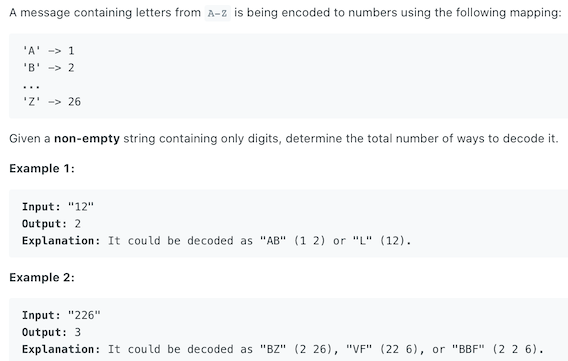 A message containing letters from A-Z is being encoded to numbers using the following mapping:
'A' -> 1
'B' -> 2
...
'Z' -> 26
Given a non-empty string containing only digits, determine the total number of ways to decode it.
Example 1:
Input: "12"
Output: 2
Explanation: It could be decoded as "AB" (1 2) or "L" (12).
Example 2:
Input: "226"
Output: 3
Explanation: It could be decoded as "BZ" (2 26), "VF" (22 6), or "BBF" (2 2 6).